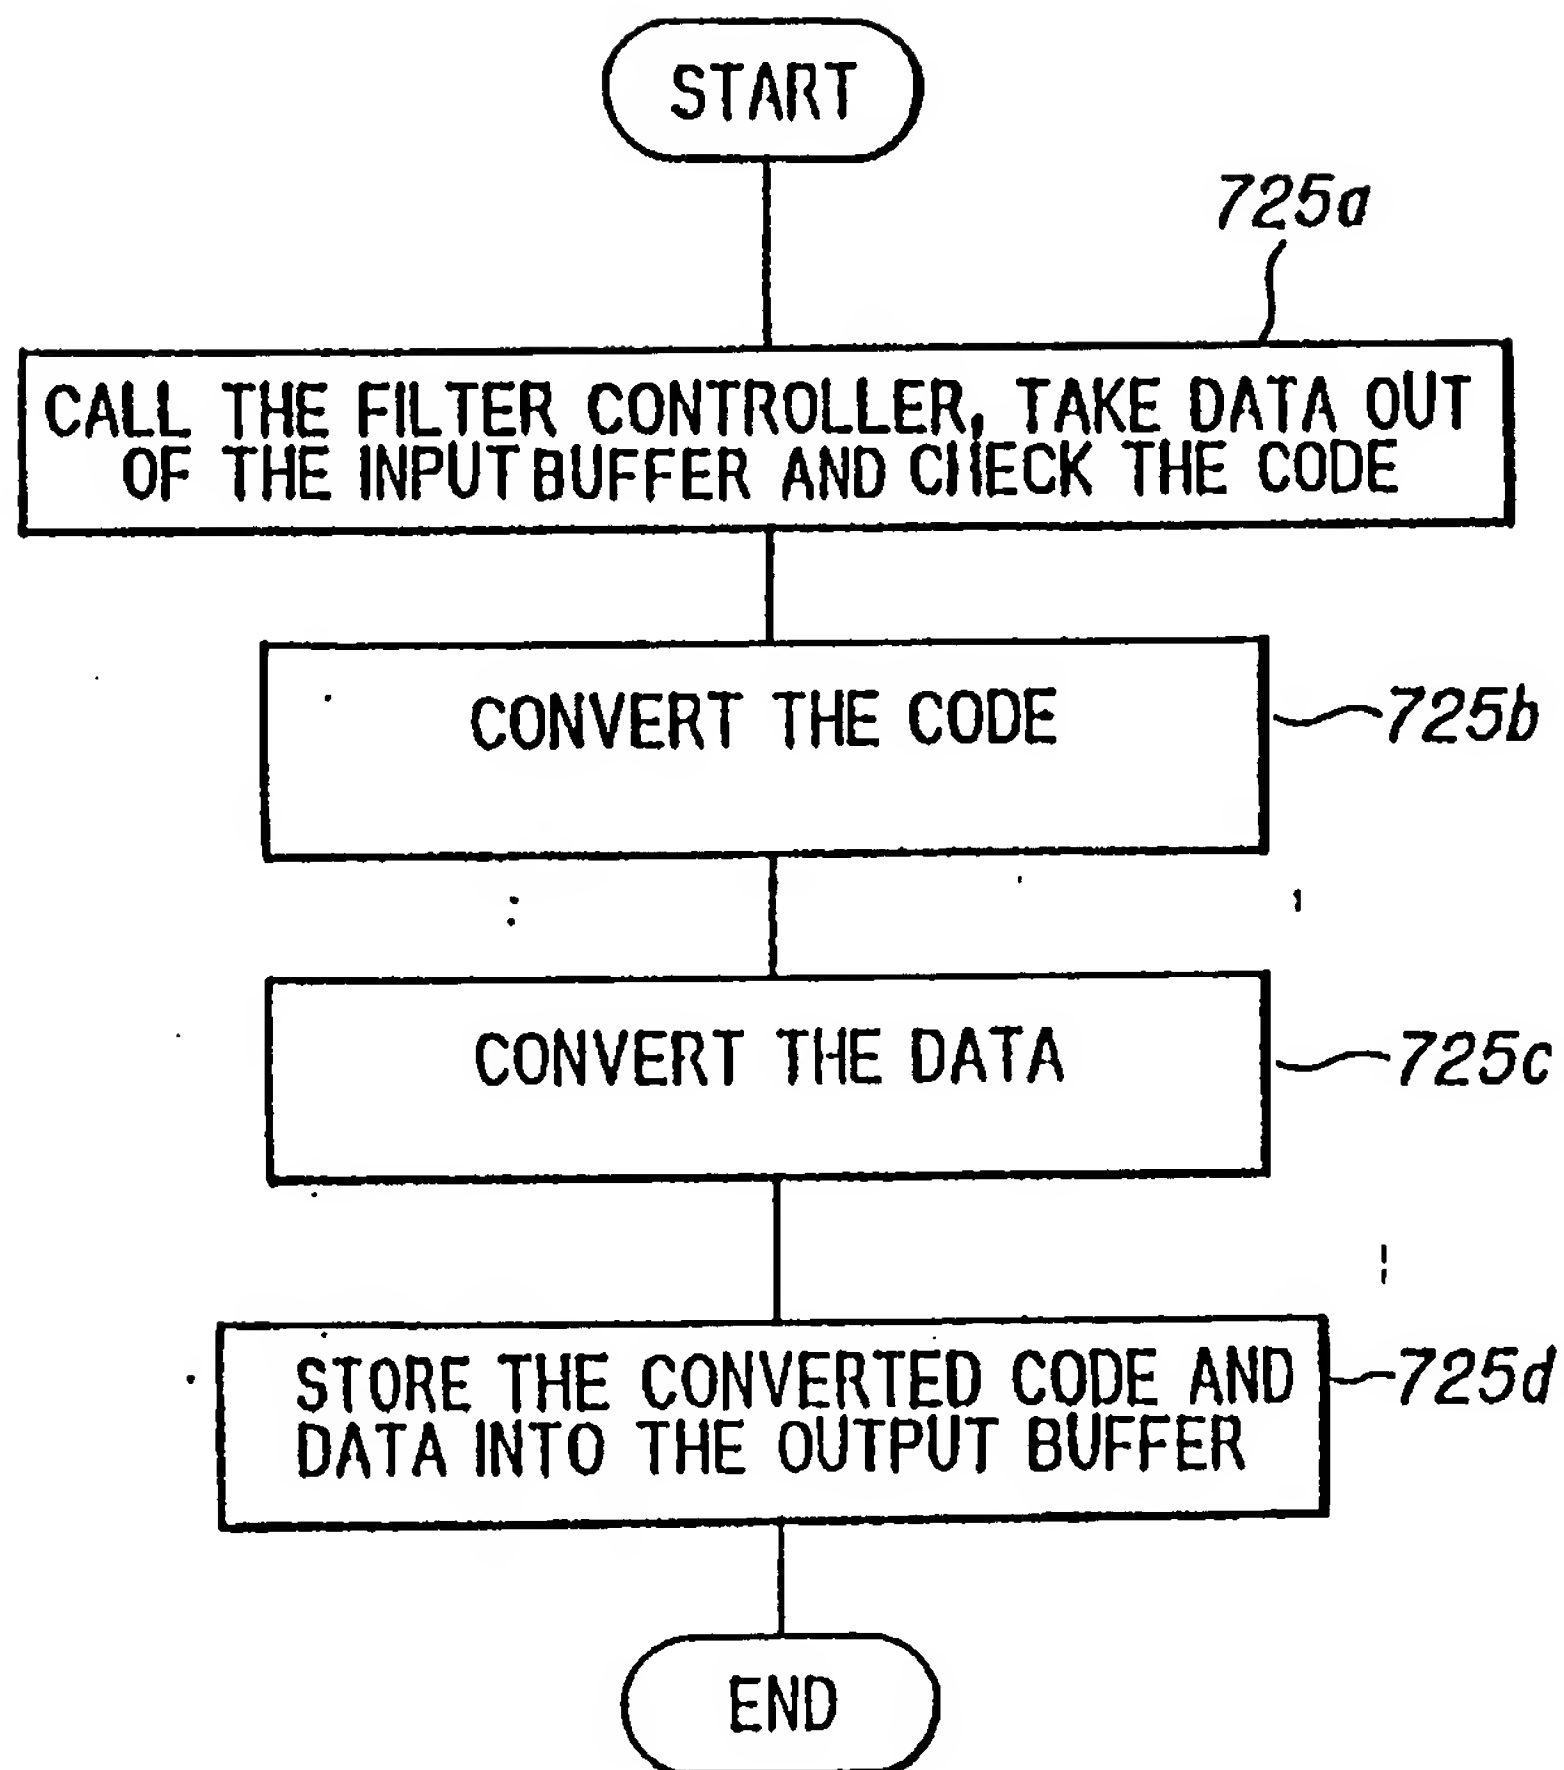 START
725a
CALL THE FILTER CONTROLLER, TAKE DATA OUT
OF THE INPUT BUFFER AND CHECK THE CODE
CONVERT THE CODE
725b
CONVERT THE DATA
725c
STORE THE CONVERTED CODE AND
DATA INTO THE OUTPUT BUFFER
725d
END